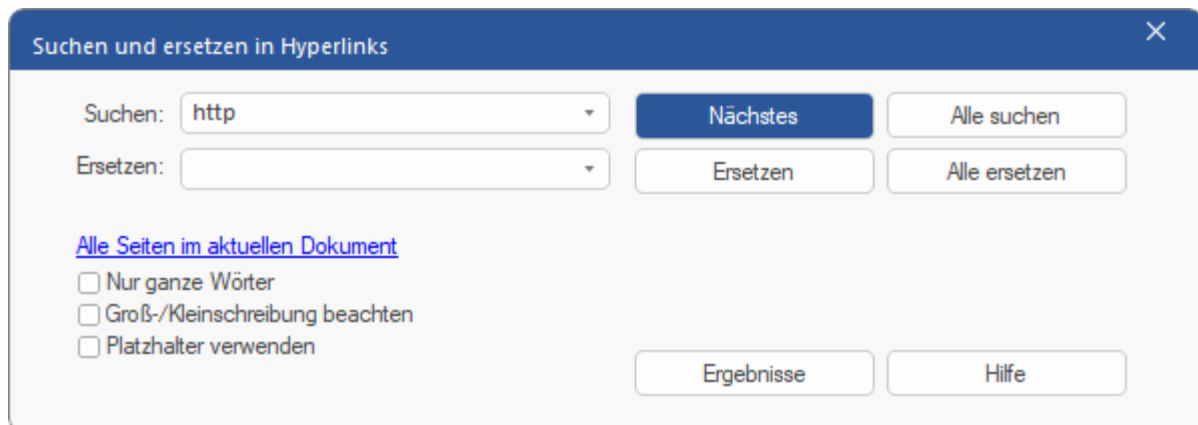 Suchen und ersetzen in Hyperlinks
Suchen: http Nächstes Alle suchen
Ersetzen: Ersetzen Alle ersetzen
Alle Seiten im aktuellen Dokument
Nur ganze Wörter
Groß-/Kleinschreibung beachten
Platzhalter verwenden
Ergebnisse Hilfe